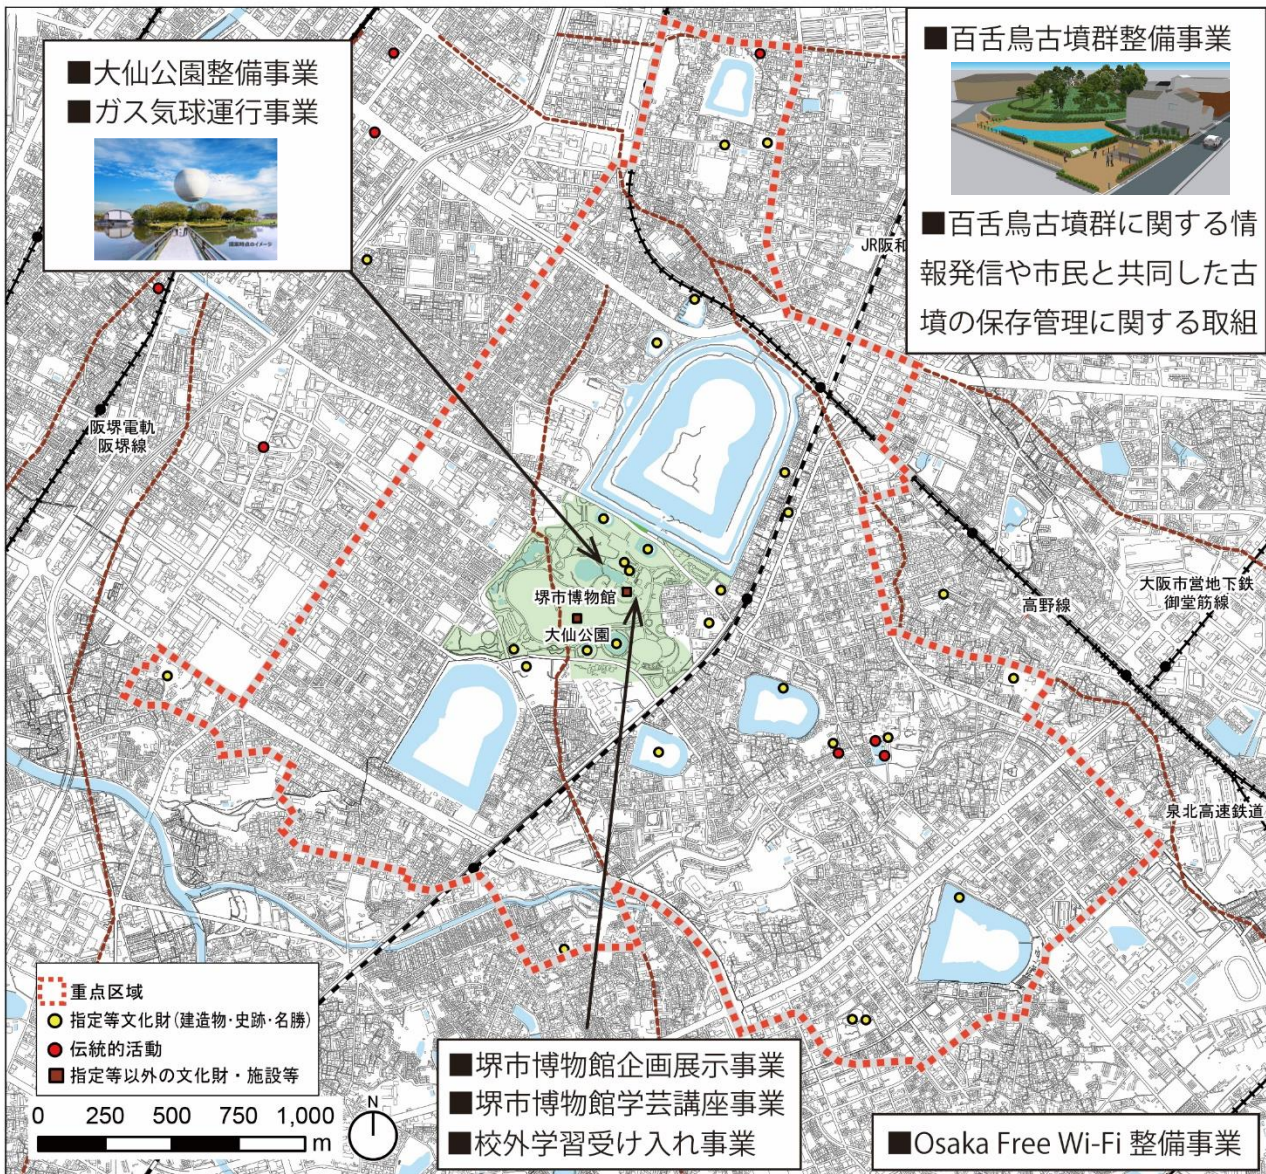 ■大仙公園整備事業
■ガス気球運行事業
■百舌鳥古墳群整備事業
■百舌鳥古墳群に関する情
報発信や市民と共同した古
墳の保存管理に関する取組
JR阪和
阪堺電軌
阪堺線
大阪市営地下鉄
御堂筋線
高野線
堺市博物館
大仙公園
泉北高速鉄道
重点区域
指定等文化財(建造物・史跡・名勝)
伝統的活動
指定等以外の文化財・施設等
0 250 500 750 1,000
m
N
■堺市博物館企画展示事業
■堺市博物館学芸講座事業
■校外学習受け入れ事業
■Osaka Free Wi-Fi 整備事業